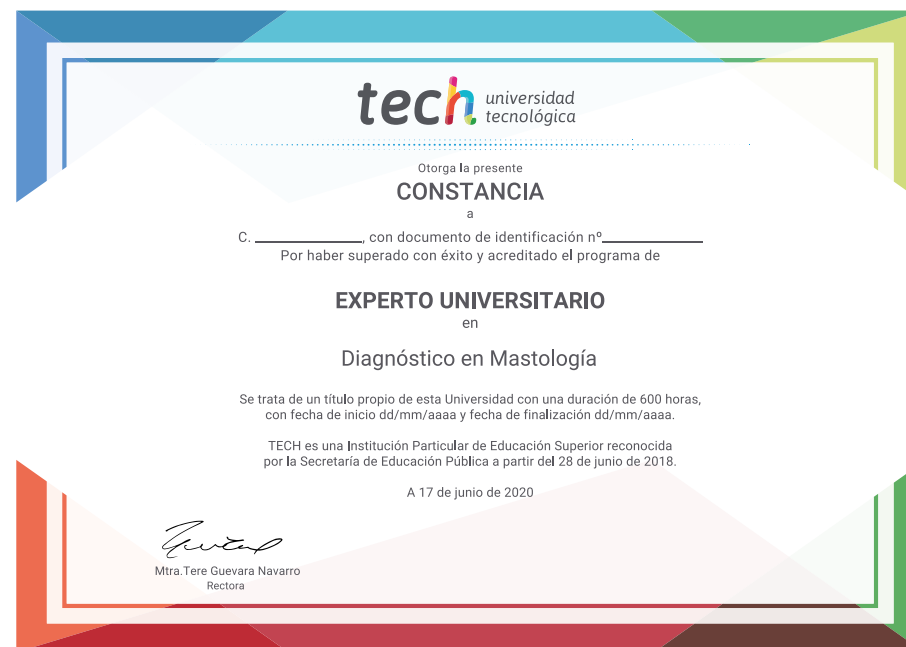 tech universidad
tecnológica
Otorga la presente
CONSTANCIA
a
C. ____________, con documento de identificación nº____________
Por haber superado con éxito y acreditado el programa de
EXPERTO UNIVERSITARIO
en
Diagnóstico en Mastología
Se trata de un título propio de esta Universidad con una duración de 600 horas,
con fecha de inicio dd/mm/aaaa y fecha de finalización dd/mm/aaaa.
TECH es una Institución Particular de Educación Superior reconocida
por la Secretaría de Educación Pública a partir del 28 de junio de 2018.
A 17 de junio de 2020
Mtra.Tere Guevara Navarro
Rectora